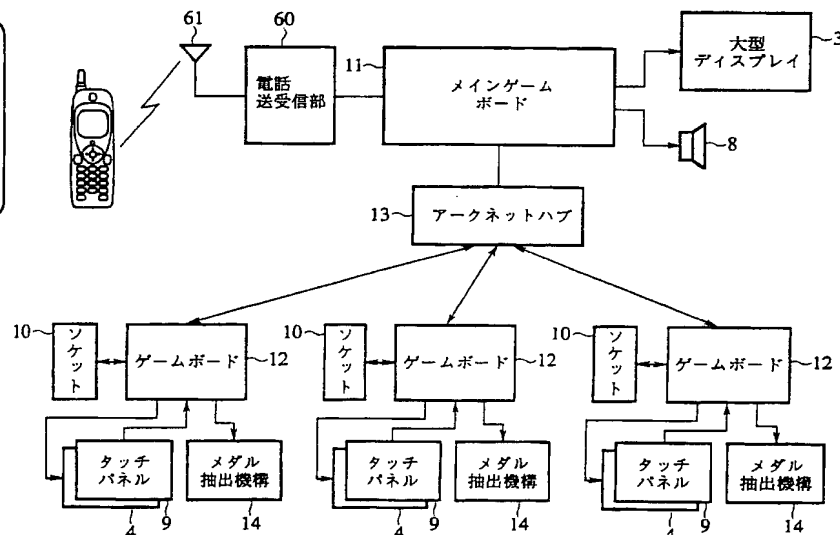 61
60
電話
送受信部
11
メインゲーム
ボード
大型
ディスプレイ
3
8
13
アークネットハブ
10
ソケット
ゲームボード
12
10
ソケット
ゲームボード
12
10
ソケット
ゲームボード
12
タッチ
パネル
メダル
抽出機構
4
9
14
タッチ
パネル
メダル
抽出機構
4
9
14
タッチ
パネル
メダル
抽出機構
4
9
14